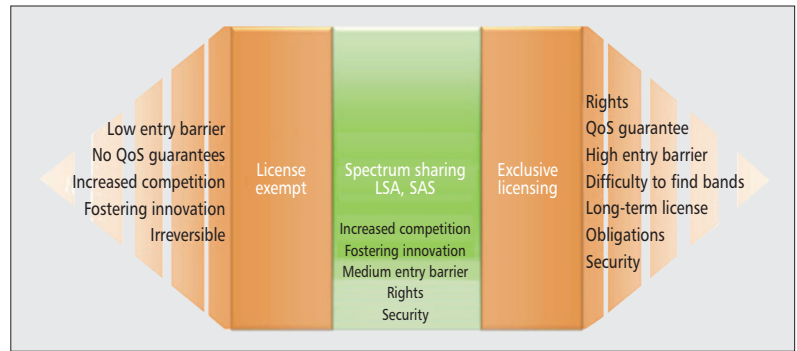 Low entry barrier
No QoS guarantees
Increased competition
Fostering innovation
Irreversible
License
exempt
Spectrum sharing
LSA, SAS
Increased competition
Fostering innovation
Medium entry barrier
Rights
Security
Exclusive
licensing
Rights
QoS guarantee
High entry barrier
Difficulty to find bands
Long-term license
Obligations
Security